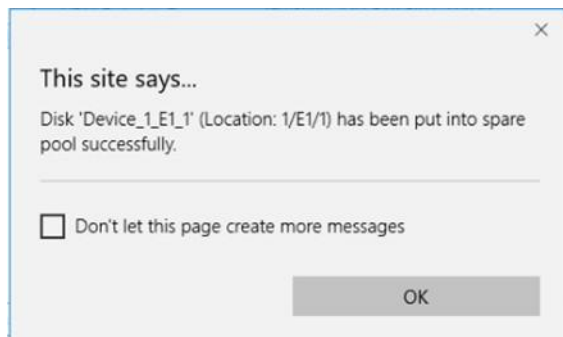 This site says...
Disk 'Device_1_E1_1' (Location: 1/E1/1) has been put into spare
pool successfully.
Don't let this page create more messages
OK